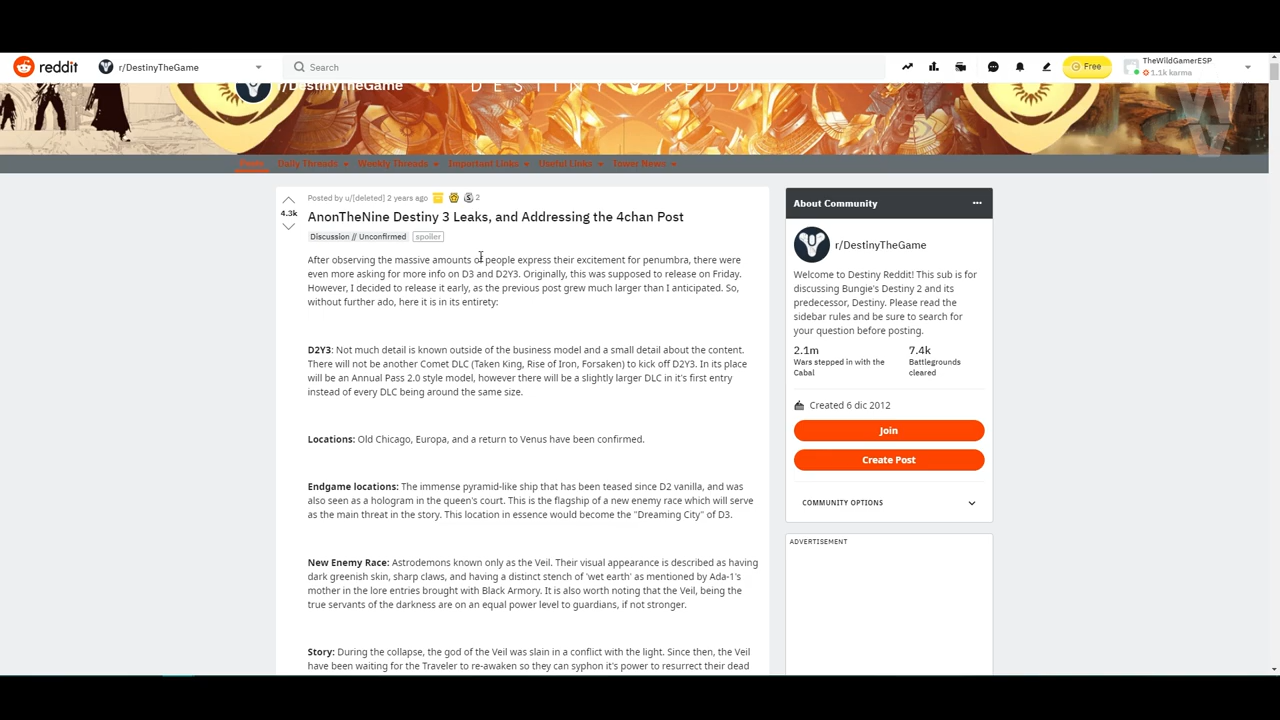 reddit
r/DestinyTheGame
Search
Free
TheWildGamerESP
1.1k karma
r/DestinyTheGame
DESTINY REDDIT
Posts
Daily Threads
Weekly Threads
Important Links
Useful Links
Tower News
4.3k
Posted by u/[deleted] 2 years ago
2
AnonTheNine Destiny 3 Leaks, and Addressing the 4chan Post
Discussion // Unconfirmed
spoiler
After observing the massive amounts of people express their excitement for penumbra, there were
even more asking for more info on D3 and D2Y3. Originally, this was supposed to release on Friday.
However, I decided to release it early, as the previous post grew much larger than I anticipated. So,
without further ado, here it is in its entirety:
D2Y3: Not much detail is known outside of the business model and a small detail about the content.
There will not be another Comet DLC (Taken King, Rise of Iron, Forsaken) to kick off D2Y3. In its place
will be an Annual Pass 2.0 style model, however there will be a slightly larger DLC in it's first entry
instead of every DLC being around the same size.
Locations: Old Chicago, Europa, and a return to Venus have been confirmed.
Endgame locations: The immense pyramid-like ship that has been teased since D2 vanilla, and was
also seen as a hologram in the queen's court. This is the flagship of a new enemy race which will serve
as the main threat in the story. This location in essence would become the "Dreaming City" of D3.
New Enemy Race: Astrodemons known only as the Veil. Their visual appearance is described as having
dark greenish skin, sharp claws, and having a distinct stench of 'wet earth' as mentioned by Ada-1's
mother in the lore entries brought with Black Armory. It is also worth noting that the Veil, being the
true servants of the darkness are on an equal power level to guardians, if not stronger.
Story: During the collapse, the god of the Veil was slain in a conflict with the light. Since then, the Veil
have been waiting for the Traveler to re-awaken so they can syphon it's power to resurrect their dead
About Community
r/DestinyTheGame
Welcome to Destiny Reddit! This sub is for
discussing Bungie's Destiny 2 and its
predecessor, Destiny. Please read the
sidebar rules and be sure to search for
your question before posting.
2.1m
Wars stepped in with the
Cabal
7.4k
Battlegrounds
cleared
Created 6 dic 2012
Join
Create Post
COMMUNITY OPTIONS
ADVERTISEMENT